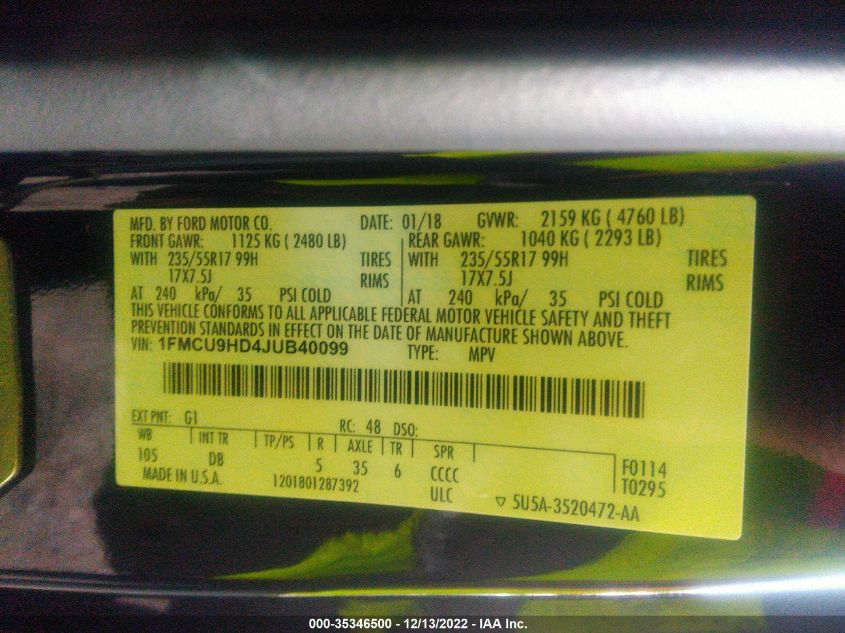 MFD. BY FORD MOTOR CO. DATE: 01/18 GVWR: 2159 KG ( 4760 LB)
FRONT GAWR: 1125 KG ( 2480 LB) REAR GAWR: 1040 KG ( 2293 LB)
WITH 235/55R17 99H TIRES WITH 235/55R17 99H TIRES
17X7.5J RIMS 17X7.5J RIMS
AT 240 kPa/ 35 PSI COLD AT 240 kPa/ 35 PSI COLD
THIS VEHICLE CONFORMS TO ALL APPLICABLE FEDERAL MOTOR VEHICLE SAFETY AND THEFT
PREVENTION STANDARDS IN EFFECT ON THE DATE OF MANUFACTURE SHOWN ABOVE.
VIN: 1FMCU9HD4JUB40099 TYPE: MPV
EXT PNT: G1 RC: 48 DSO:
WB INT TR TP/PS R AXLE TR SPR
105 DB 5 35 6 CCCC F0114
MADE IN U.S.A. 1201801287392 ULC T0295
5U5A-3520472-AA
000-35346500 - 12/13/2022 - IAA Inc.